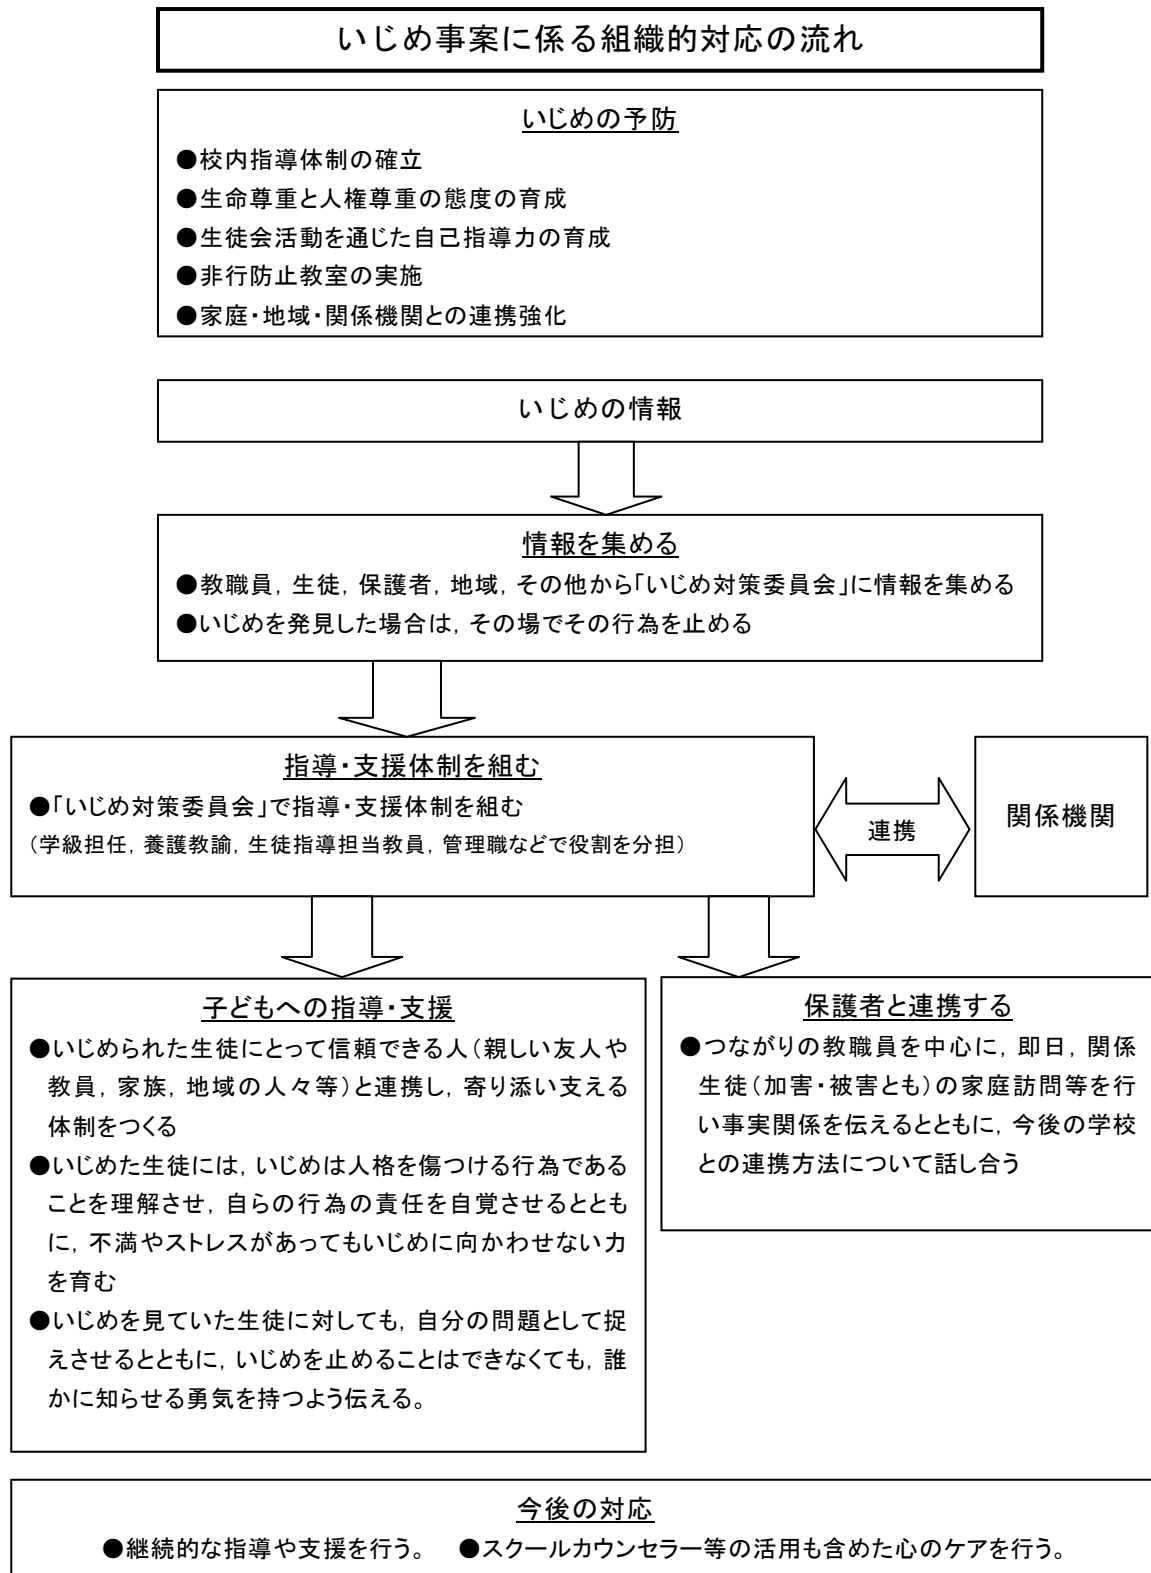 いじめ事案に係る組織的対応の流れ
いじめの予防
●校内指導体制の確立
●生命尊重と人権尊重の態度の育成
●生徒会活動を通じた自己指導力の育成
●非行防止教室の実施
●家庭・地域・関係機関との連携強化
いじめの情報
情報を集める
●教職員，生徒，保護者，地域，その他から「いじめ対策委員会」に情報を集める
●いじめを発見した場合は，その場でその行為を止める
指導・支援体制を組む
●「いじめ対策委員会」で指導・支援体制を組む
（学級担任，養護教諭，生徒指導担当教員，管理職などで役割を分担）
連携
関係機関
子どもへの指導・支援
●いじめられた生徒にとって信頼できる人（親しい友人や
教員，家族，地域の人々等）と連携し，寄り添い支える
体制をつくる
●いじめた生徒には，いじめは人格を傷つける行為である
ことを理解させ，自らの行為の責任を自覚させるととも
に，不満やストレスがあってもいじめに向かわせない力
を育む
●いじめを見ていた生徒に対しても，自分の問題として捉
えさせるとともに，いじめを止めることはできなくても，誰
かに知らせる勇気を持つよう伝える。
保護者と連携する
●つながりの教職員を中心に，即日，関係
生徒（加害・被害とも）の家庭訪問等を行
い事実関係を伝えるとともに，今後の学校
との連携方法について話し合う
今後の対応
●継続的な指導や支援を行う。 ●スクールカウンセラー等の活用も含めた心のケアを行う。